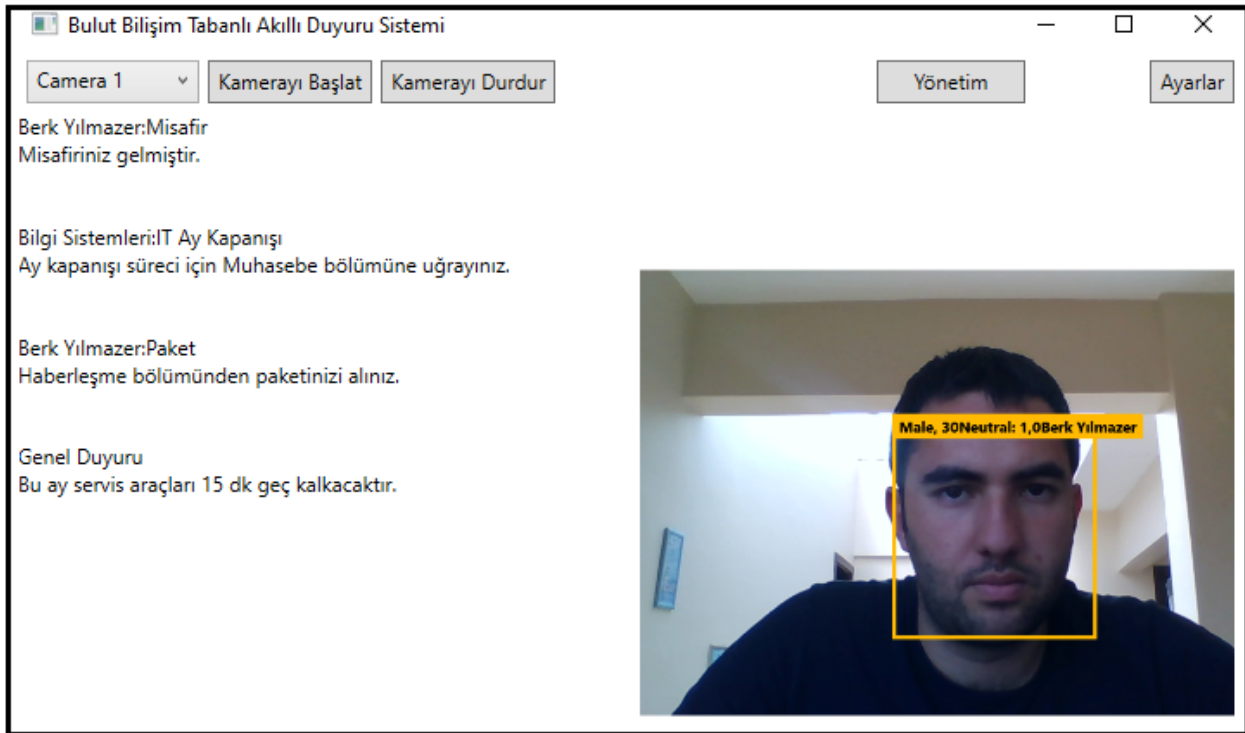 Bulut Bilişim Tabanlı Akıllı Duyuru Sistemi
Camera 1 Kamerayı Başlat Kamerayı Durdur Yönetim Ayarlar
Berk Yılmazer:Misafir
Misafiriniz gelmiştir.
Bilgi Sistemleri:IT Ay Kapanışı
Ay kapanışı süreci için Muhasebe bölümüne uğrayınız.
Berk Yılmazer:Paket
Haberleşme bölümünden paketinizi alınız.
Genel Duyuru
Bu ay servis araçları 15 dk geç kalkacaktır.
Male, 30Neutral: 1,0Berk Yılmazer